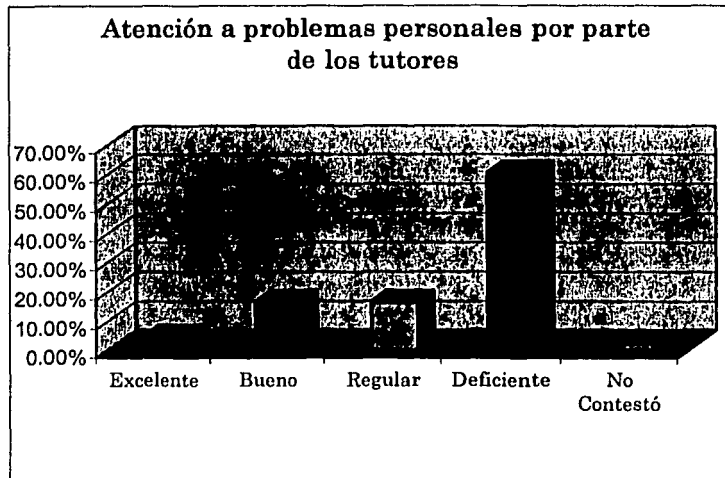 Atención a problemas personales por parte
de los tutores
70.00%
60.00%
50.00%
40.00%
30.00%
20.00%
10.00%
0.00%
Excelente Bueno Regular Deficiente No
Contestó